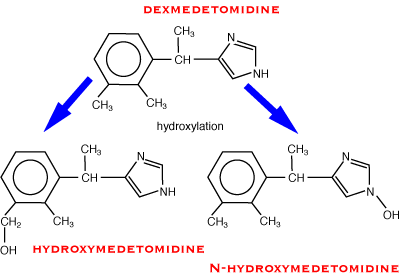 DEXMEDETOMIDINE
CH3
CH
N
NH
CH3
CH3
hydroxylation
CH3
CH
N
NH
CH2
CH3
OH
HYDROXYMEDETOMIDINE
CH3
CH
N
N
OH
CH3
CH3
N-HYDROXYMEDETOMIDINE